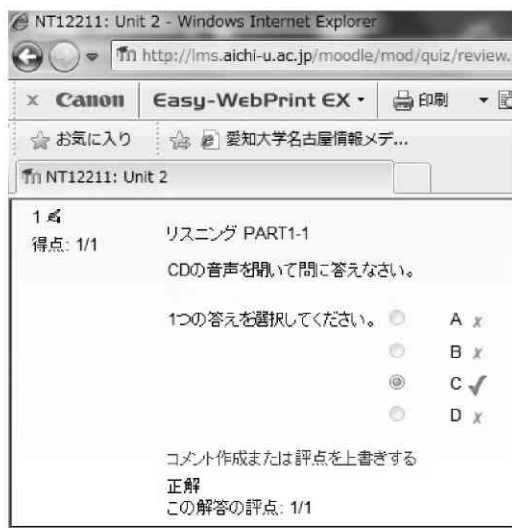 NT12211: Unit 2 - Windows Internet Explorer
http://lms.aichi-u.ac.jp/moodle/mod/quiz/review.
x Canon Easy-WebPrint EX 印刷
お気に入り 愛知大学名古屋情報メデ...
NT12211: Unit 2
1
得点: 1/1
リスニング PART1-1
CDの音声を聞いて問に答えなさい。
1つの答えを選択してください。 A x
B x
C ✓
D x
コメント作成または評点を上書きする
正解
この解答の評点: 1/1